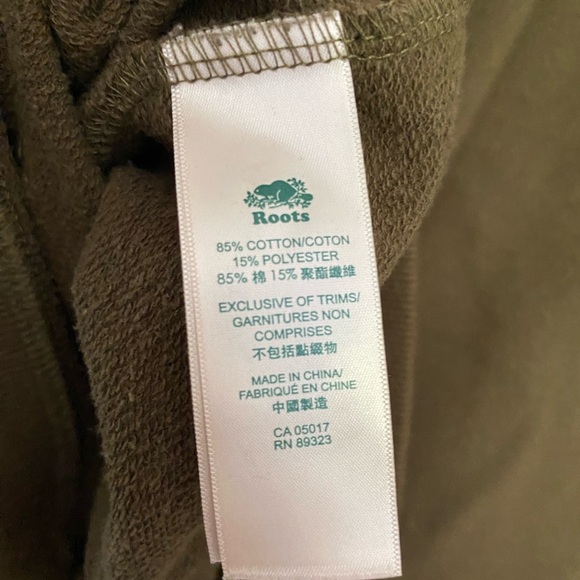 Roots
85% COTTON/COTON
15% POLYESTER
85% 棉 15% 聚酯纖維
EXCLUSIVE OF TRIMS/
GARNITURES NON
COMPRISES
不包括點綴物
MADE IN CHINA/
FABRIQUÉ EN CHINE
中國製造
CA 05017
RN 89323